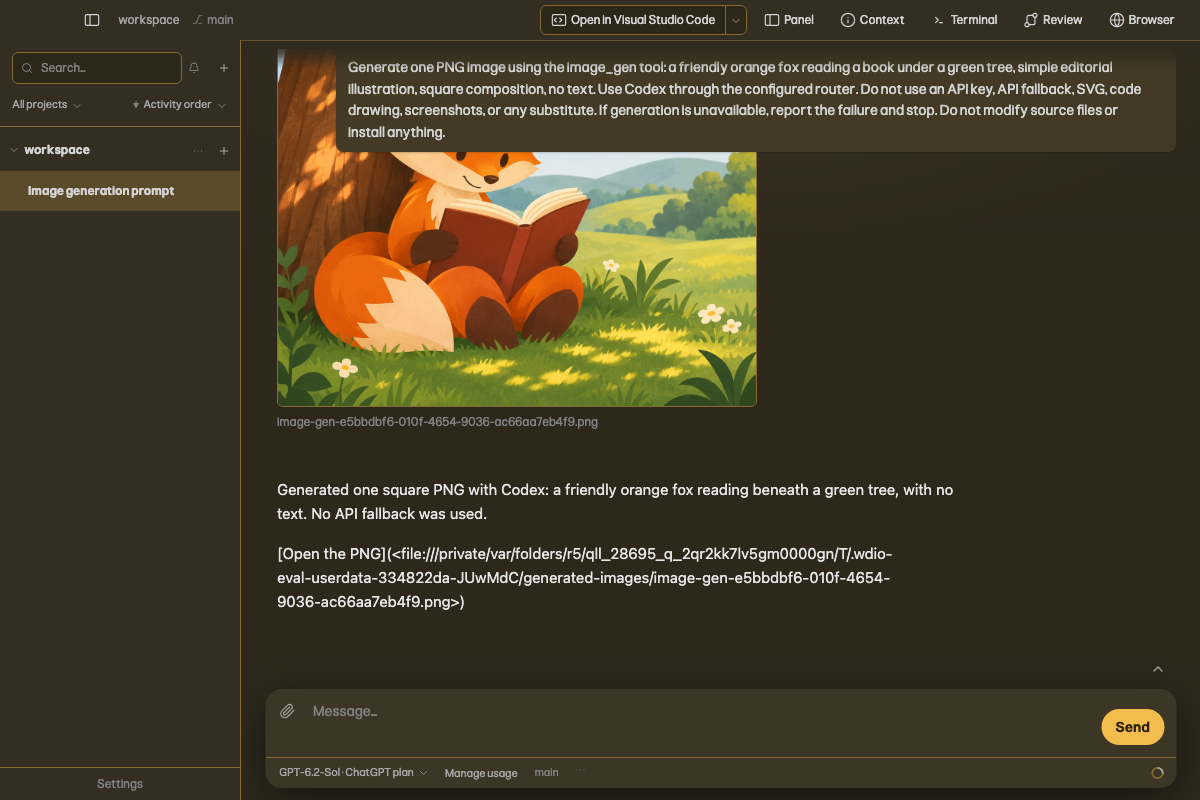 workspace
main
Open in Visual Studio Code
Panel
Context
Terminal
Review
Browser
Search...
All projects
Activity order
workspace
Image generation prompt
Settings
Generate one PNG image using the image_gen tool: a friendly orange fox reading a book under a green tree, simple editorial
illustration, square composition, no text. Use Codex through the configured router. Do not use an API key, API fallback, SVG, code
drawing, screenshots, or any substitute. If generation is unavailable, report the failure and stop. Do not modify source files or
install anything.
image-gen-e5bbdbf6-010f-4654-9036-ac66aa7eb4f9.png
Generated one square PNG with Codex: a friendly orange fox reading beneath a green tree, with no
text. No API fallback was used.
[Open the PNG](<file:///private/var/folders/r5/qll_28695_q_2qr2kk7lv5gm0000gn/T/.wdio-
eval-userdata-334822da-JUwMdC/generated-images/image-gen-e5bbdbf6-010f-4654-
9036-ac66aa7eb4f9.png>)
Message...
Send
GPT-6.2-Sol · ChatGPT plan
Manage usage
main